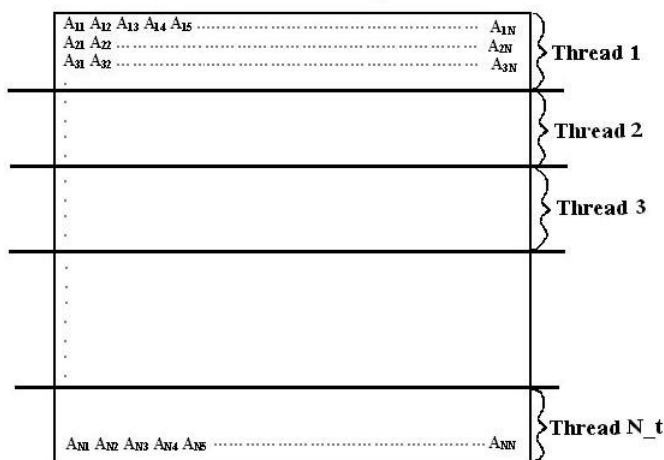 A11 A12 A13 A14 A15 ........ A1N
A21 A22 ........ A2N
A31 A32 ........ A3N
Thread 1
Thread 2
Thread 3
AN1 AN2 AN3 AN4 AN5 ........ ANN
Thread N_t